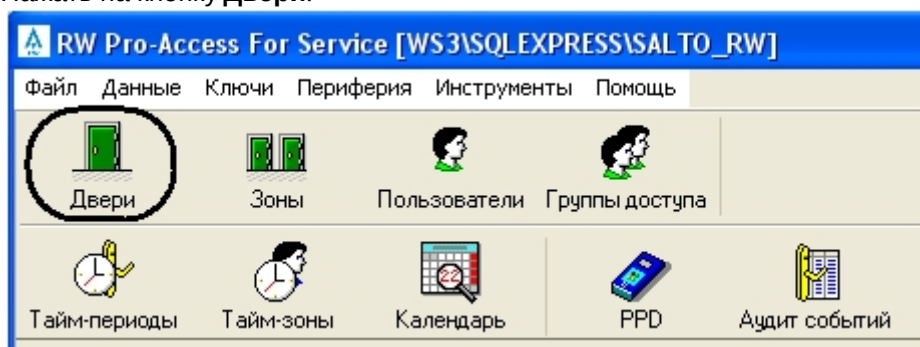 Нажать на кнопку Двери.
RW Pro-Access For Service [WS3\SQLEXPRESS\SALTO_RW]
Файл Данные Ключи Периферия Инструменты Помощь
Двери Зоны Пользователи Группы доступа
22
Тайм-периоды Тайм-зоны Календарь PPD Аудит событий